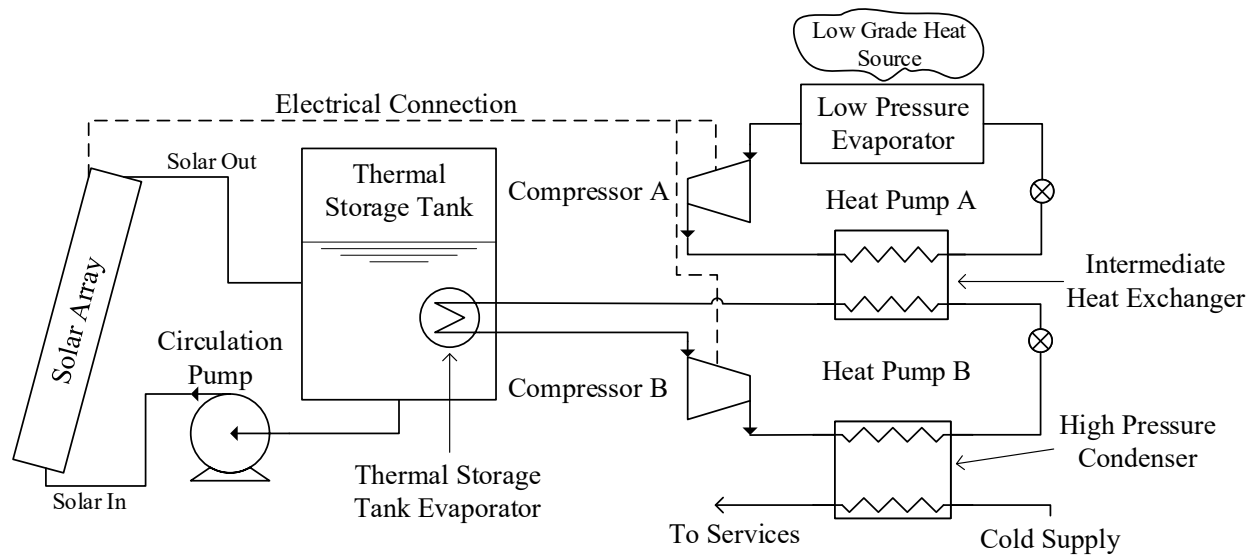 Low Grade Heat
Source
Low Pressure
Evaporator
Electrical Connection
Solar Out
Thermal
Storage Tank
Compressor A
Heat Pump A
Intermediate
Heat Exchanger
Solar Array
Circulation
Pump
Compressor B
Heat Pump B
High Pressure
Condenser
Thermal Storage
Tank Evaporator
Solar In
To Services
Cold Supply